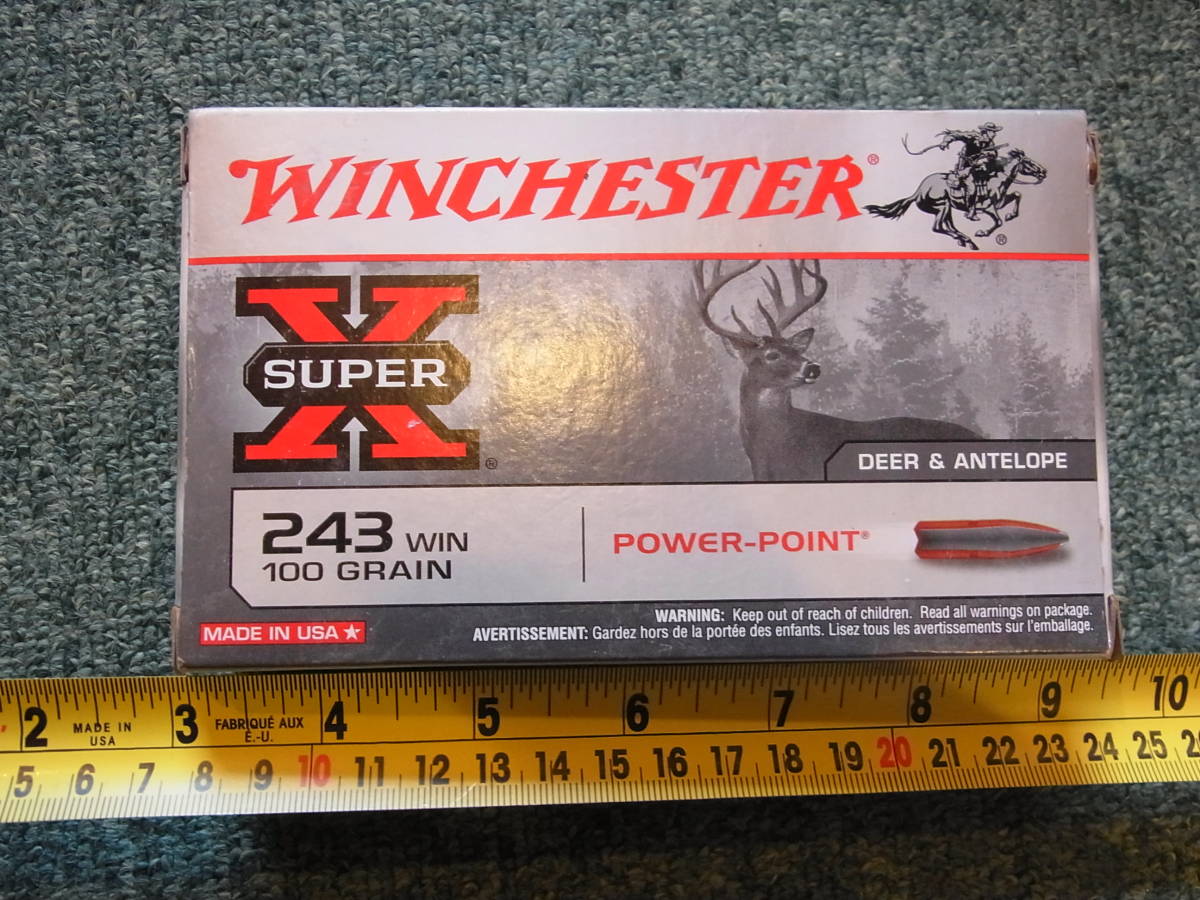 WINCHESTER®
®
SUPER X
®
DEER & ANTELOPE
243 WIN
100 GRAIN
POWER-POINT®
MADE IN USA
WARNING: Keep out of reach of children. Read all warnings on package.
AVERTISSEMENT: Gardez hors de la portée des enfants. Lisez tous les avertissements sur l'emballage.
2 MADE IN USA 3 FABRIQUÉ AUX É.-U. 4 5 6 7 8 9 10
5 6 7 8 9 10 11 12 13 14 15 16 17 18 19 20 21 22 23 24 25